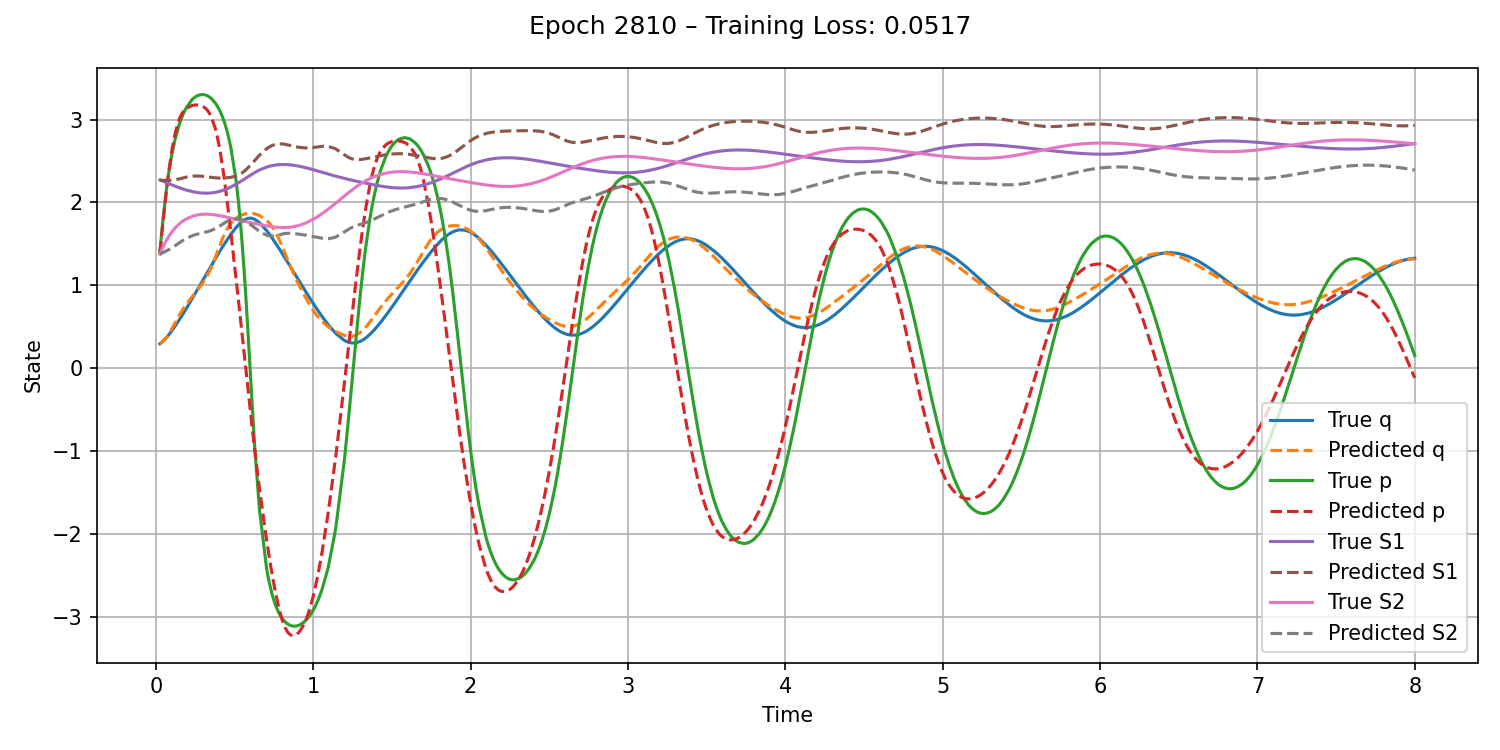 Epoch 2810 – Training Loss: 0.0517
State
3
2
1
0
−1
−2
−3
0 1 2 3 4 5 6 7 8
Time
True q
Predicted q
True p
Predicted p
True S1
Predicted S1
True S2
Predicted S2